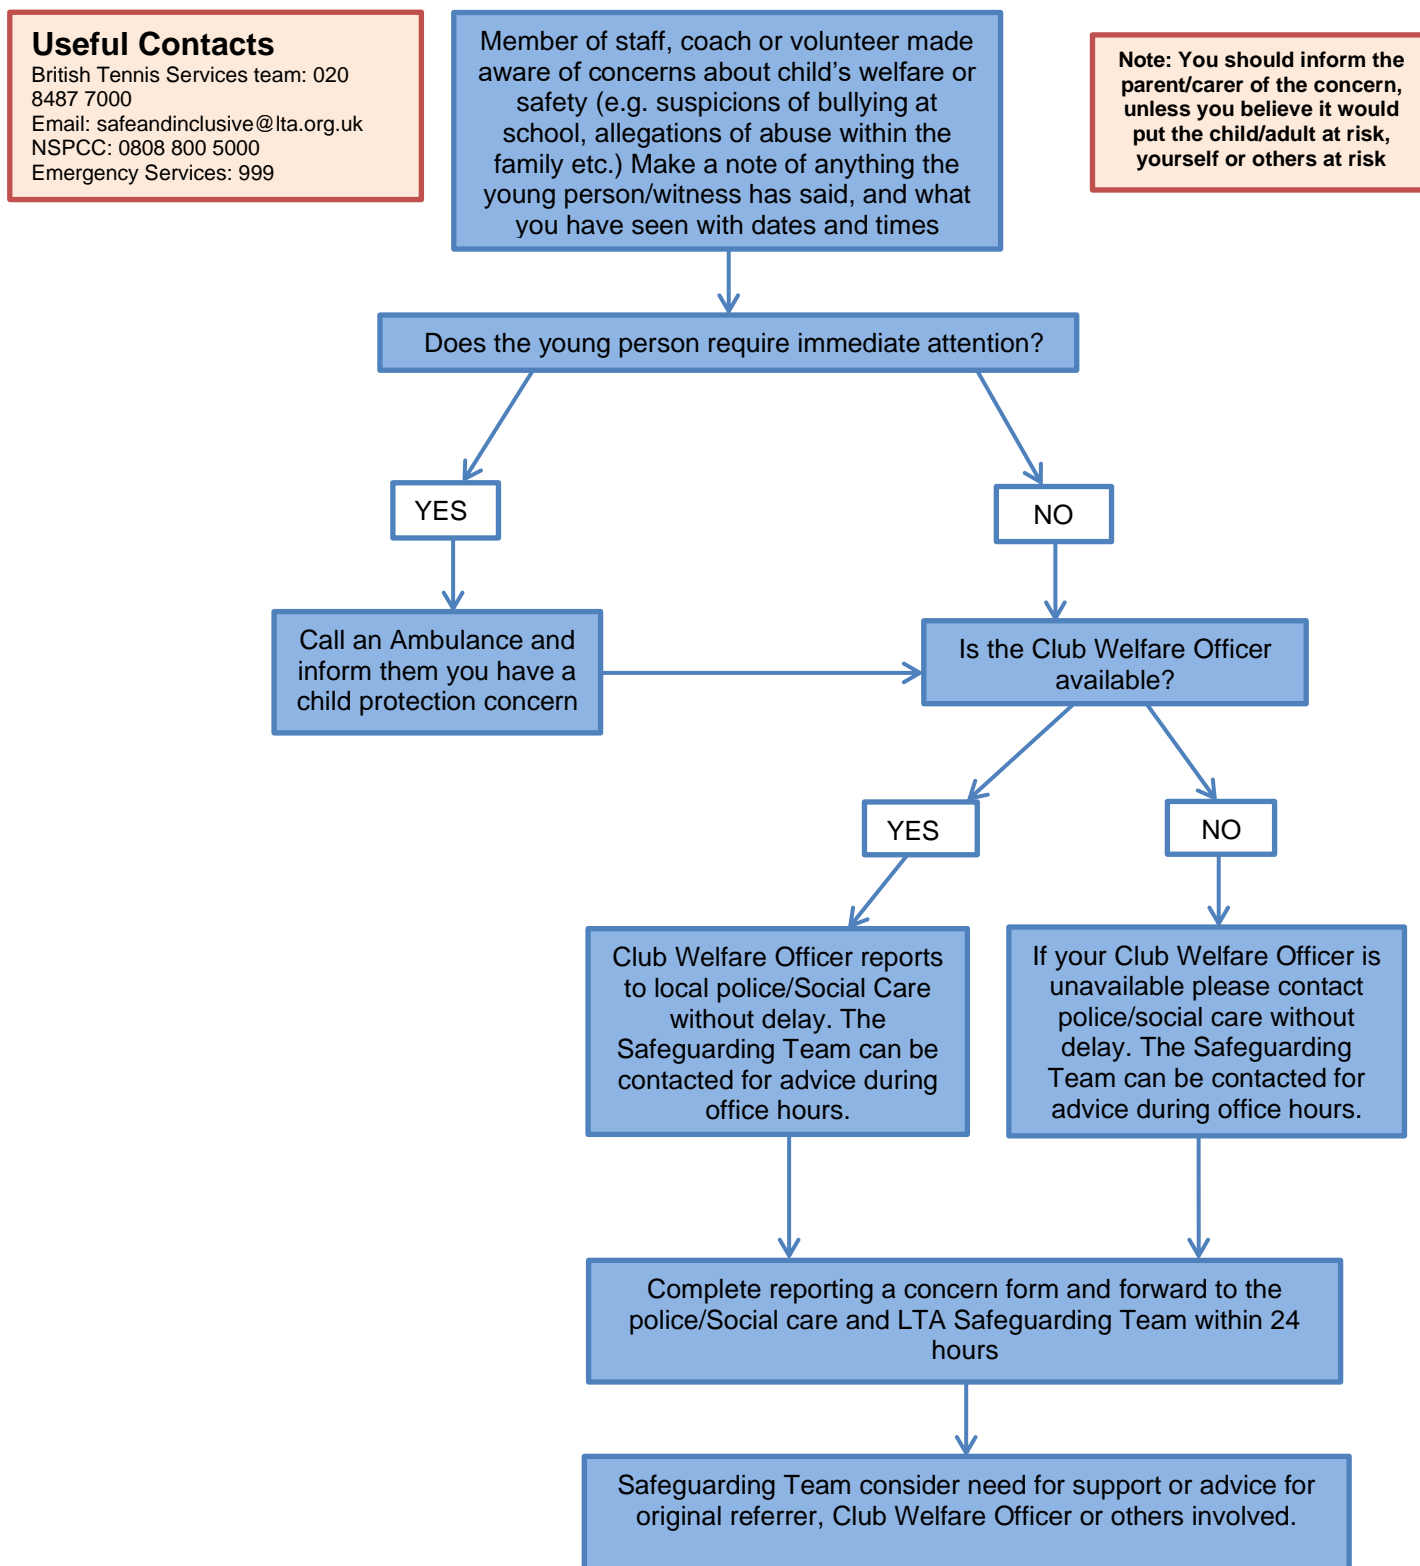 Useful Contacts
British Tennis Services team: 020
8487 7000
Email: safeandinclusive@lta.org.uk
NSPCC: 0808 800 5000
Emergency Services: 999
Member of staff, coach or volunteer made
aware of concerns about child's welfare or
safety (e.g. suspicions of bullying at
school, allegations of abuse within the
family etc.) Make a note of anything the
young person/witness has said, and what
you have seen with dates and times
Note: You should inform the
parent/carer of the concern,
unless you believe it would
put the child/adult at risk,
yourself or others at risk
Does the young person require immediate attention?
YES
NO
Call an Ambulance and
inform them you have a
child protection concern
Is the Club Welfare Officer
available?
YES
NO
Club Welfare Officer reports
to local police/Social Care
without delay. The
Safeguarding Team can be
contacted for advice during
office hours.
If your Club Welfare Officer is
unavailable please contact
police/social care without
delay. The Safeguarding
Team can be contacted for
advice during office hours.
Complete reporting a concern form and forward to the
police/Social care and LTA Safeguarding Team within 24
hours
Safeguarding Team consider need for support or advice for
original referrer, Club Welfare Officer or others involved.